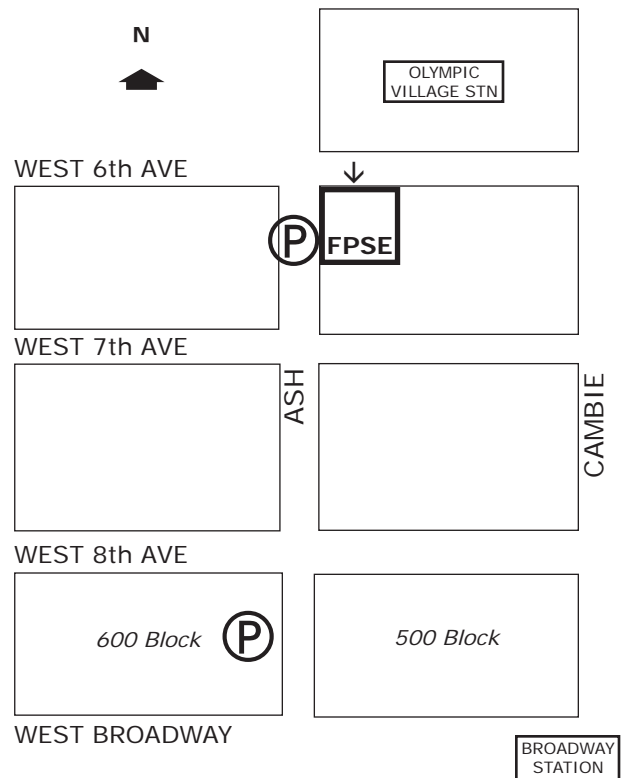 N
OLYMPIC
VILLAGE STN
WEST 6th AVE
P
FPSE
WEST 7th AVE
ASH
CAMBIE
WEST 8th AVE
600 Block
P
500 Block
WEST BROADWAY
BROADWAY
STATION